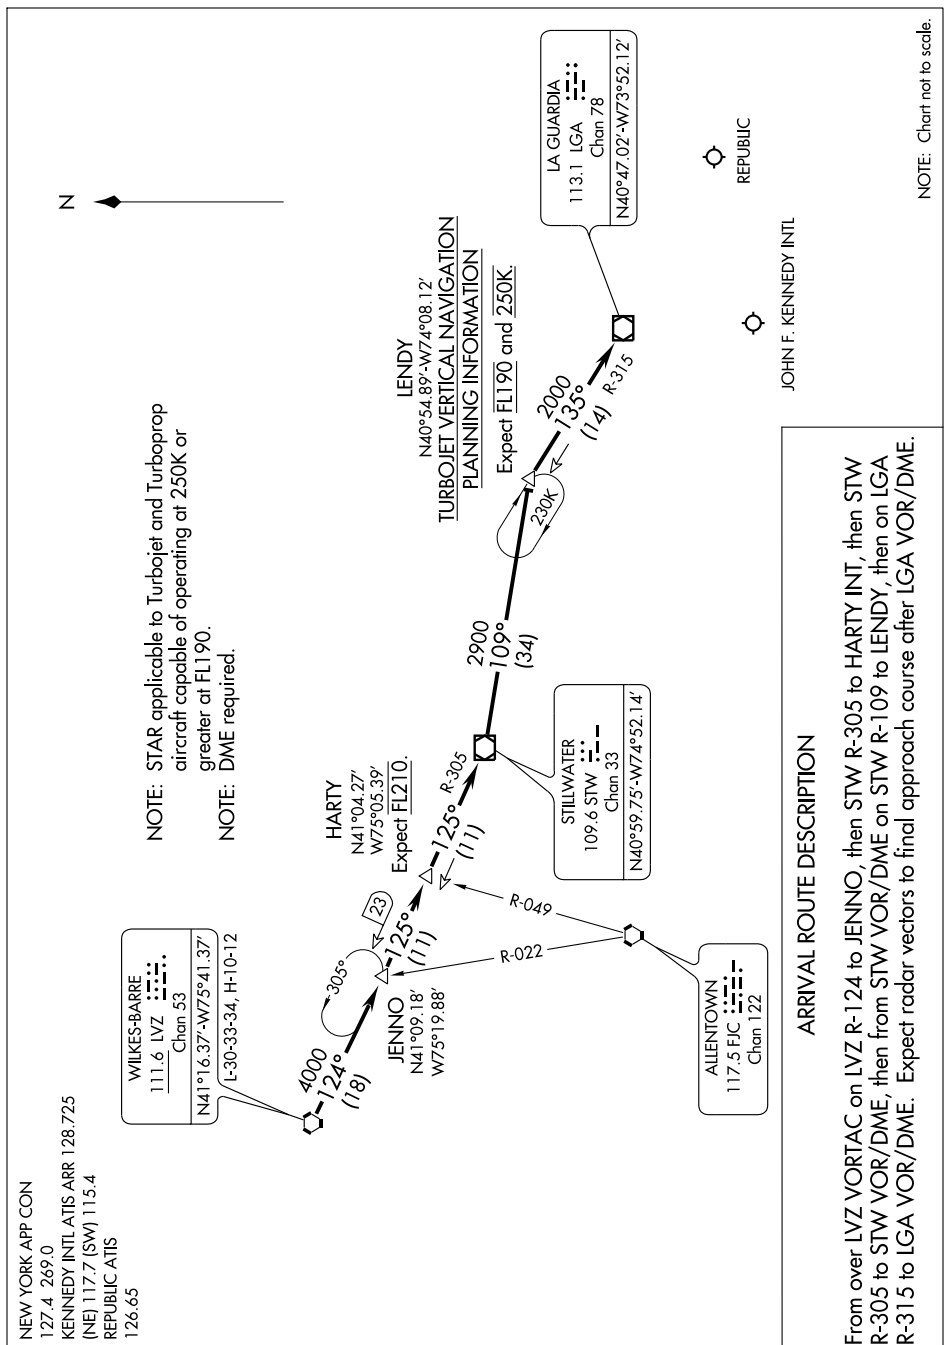 NEW YORK APP CON
127.4 269.0
KENNEDY INTL ATIS ARR 128.725
(NE) 117.7 (SW) 115.4
REPUBLIC ATIS
126.65
WILKES-BARRE
111.6 LVZ
Chan 53
N41°16.37'-W75°41.37'
L-30-33-34, H-10-12
NOTE: STAR applicable to Turbojet and Turboprop
aircraft capable of operating at 250K or
greater at FL190.
NOTE: DME required.
N
4000
124°
(18)
305°
23
JENNO
N41°09.18'
W75°19.88'
125°
(11)
HARTY
N41°04.27'
W75°05.39'
Expect FL210.
R-305
125°
(11)
R-049
R-022
ALLENTOWN
117.5 FJC
Chan 122
STILLWATER
109.6 STW
Chan 33
N40°59.75'-W74°52.14'
2900
109°
(34)
230K
LENDY
N40°54.89'-W74°08.12'
TURBOJET VERTICAL NAVIGATION
PLANNING INFORMATION
Expect FL190 and 250K.
2000
135°
(14)
R-315
LA GUARDIA
113.1 LGA
Chan 78
N40°47.02'-W73°52.12'
REPUBLIC
JOHN F. KENNEDY INTL
NOTE: Chart not to scale.
ARRIVAL ROUTE DESCRIPTION
From over LVZ VORTAC on LVZ R-124 to JENNO, then STW R-305 to HARTY INT, then STW
R-305 to STW VOR/DME, then from STW VOR/DME on STW R-109 to LENDY, then on LGA
R-315 to LGA VOR/DME. Expect radar vectors to final approach course after LGA VOR/DME.